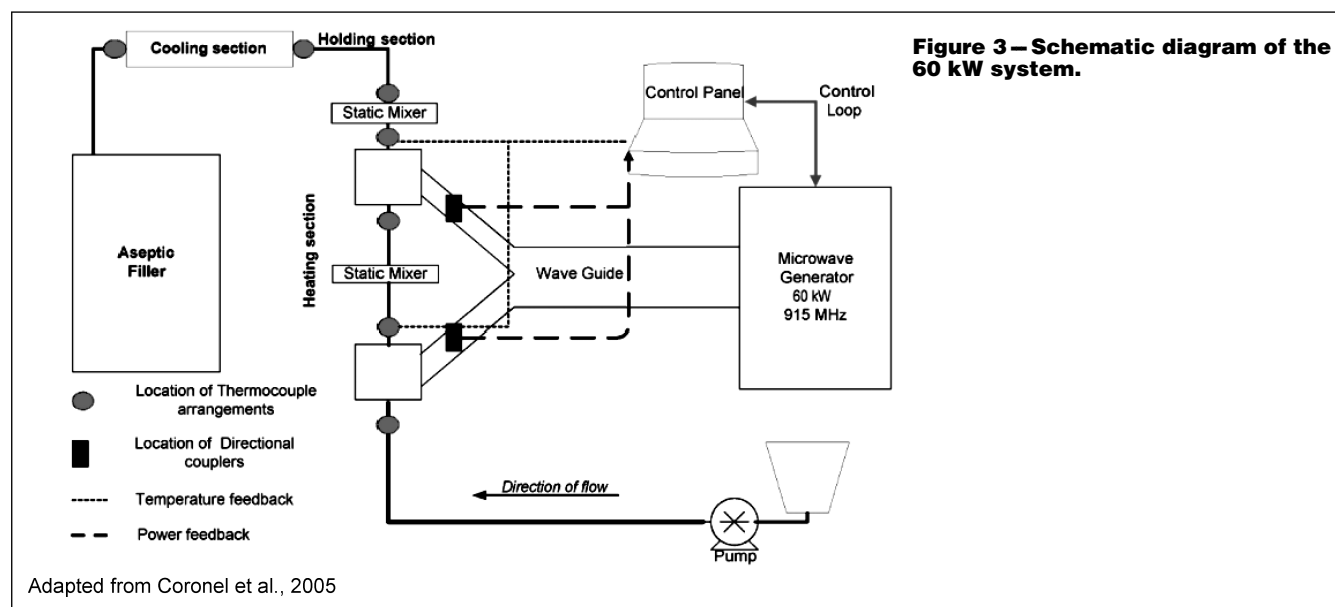 Figure 3—Schematic diagram of the
60 kW system.
Cooling section
Holding section
Static Mixer
Control Panel
Control
Loop
Heating section
Aseptic
Filler
Static Mixer
Wave Guide
Microwave
Generator
60 kW
915 MHz
Location of Thermocouple
arrangements
Location of Directional
couplers
Temperature feedback
Power feedback
Direction of flow
Pump
Adapted from Coronel et al., 2005